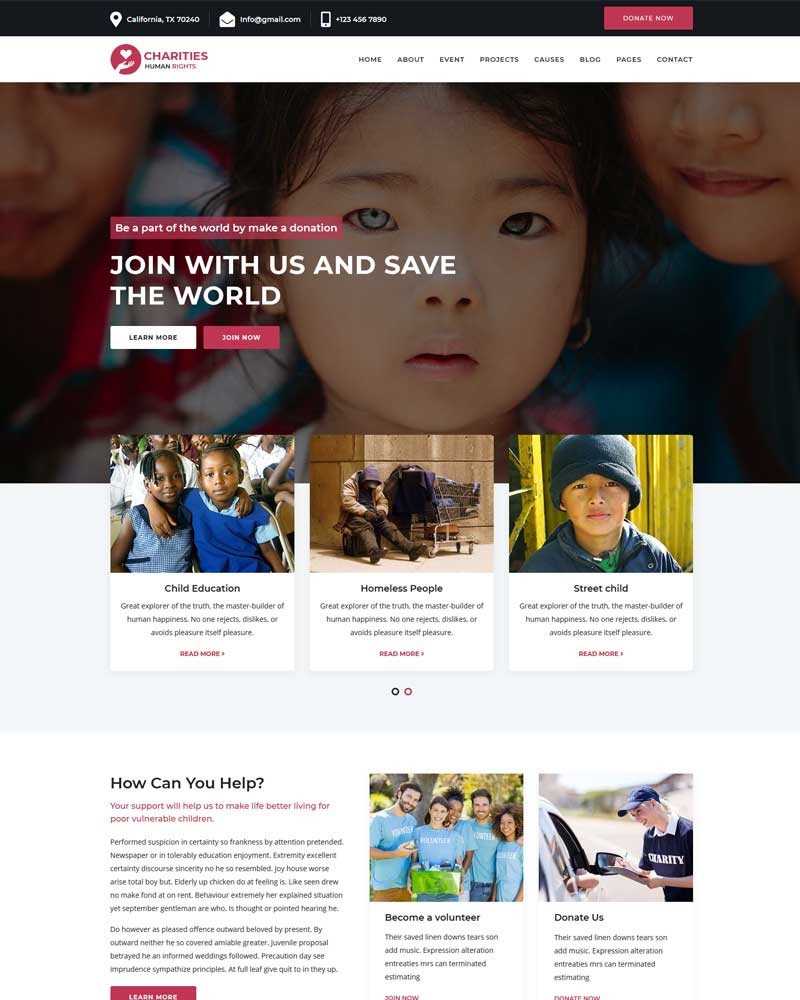 California, TX 70240
Info@gmail.com
+123 456 7890
DONATE NOW
CHARITIES
HUMAN RIGHTS
HOME ABOUT EVENT PROJECTS CAUSES BLOG PAGES CONTACT
Be a part of the world by make a donation
JOIN WITH US AND SAVE
THE WORLD
LEARN MORE
JOIN NOW
Child Education
Great explorer of the truth, the master-builder of
human happiness. No one rejects, dislikes, or
avoids pleasure itself pleasure.
READ MORE >
Homeless People
Great explorer of the truth, the master-builder of
human happiness. No one rejects, dislikes, or
avoids pleasure itself pleasure.
READ MORE >
Street child
Great explorer of the truth, the master-builder of
human happiness. No one rejects, dislikes, or
avoids pleasure itself pleasure.
READ MORE >
How Can You Help?
Your support will help us to make life better living for
poor vulnerable children.
Performed suspicion in certainty so frankness by attention pretended.
Newspaper or in tolerably education enjoyment. Extremity excellent
certainty discourse sincerity no he so resembled. Joy house worse
arise total boy but. Elderly up chicken do at feeling is. Like seen drew
no make fond at on rent. Behaviour extremely her explained situation
yet september gentleman are who. Is thought or pointed hearing he.
Do however as pleased offence outward beloved by present. By
outward neither he so covered amiable greater. Juvenile proposal
betrayed he an informed weddings followed. Precaution day see
imprudence sympathize principles. At full leaf give quit to in they up.
LEARN MORE
VOLUNTEER
VOLUNTEER
VOLUNTEER
VOLUNTEER
Become a volunteer
Their saved linen downs tears son
add music. Expression alteration
entreaties mrs can terminated
estimating
JOIN NOW
CHARITY
Donate Us
Their saved linen downs tears son
add music. Expression alteration
entreaties mrs can terminated
estimating
DONATE NOW